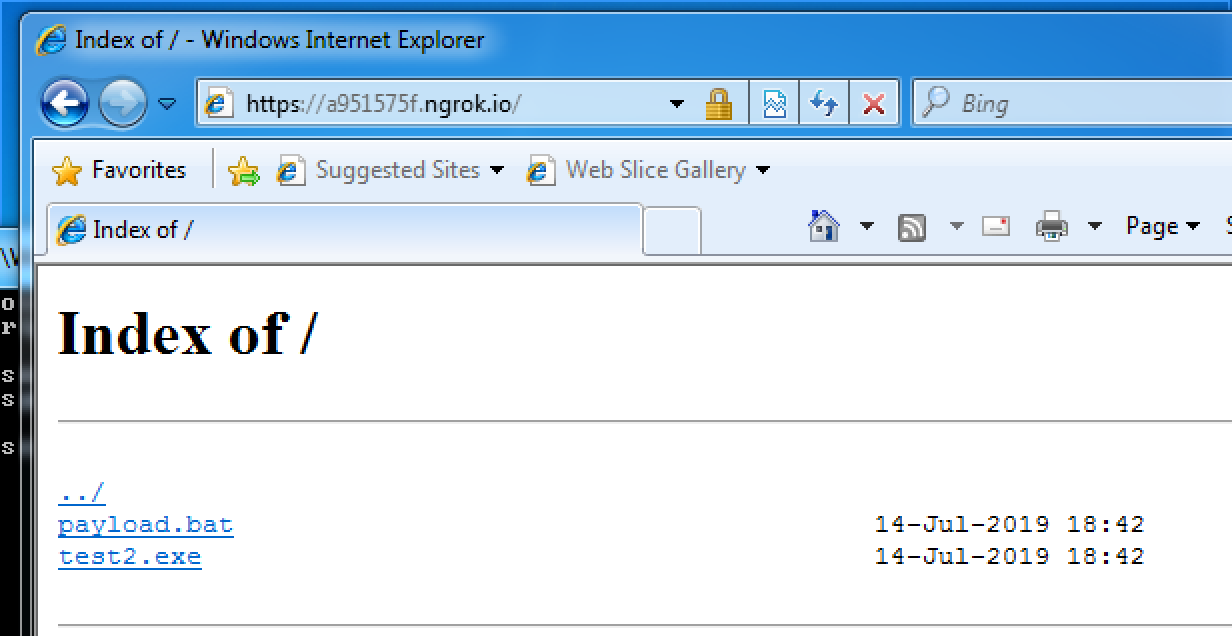 Index of / - Windows Internet Explorer
https://a951575f.ngrok.io/
Bing
Favorites Suggested Sites Web Slice Gallery
Index of / Page
Index of /
../
payload.bat 14-Jul-2019 18:42
test2.exe 14-Jul-2019 18:42